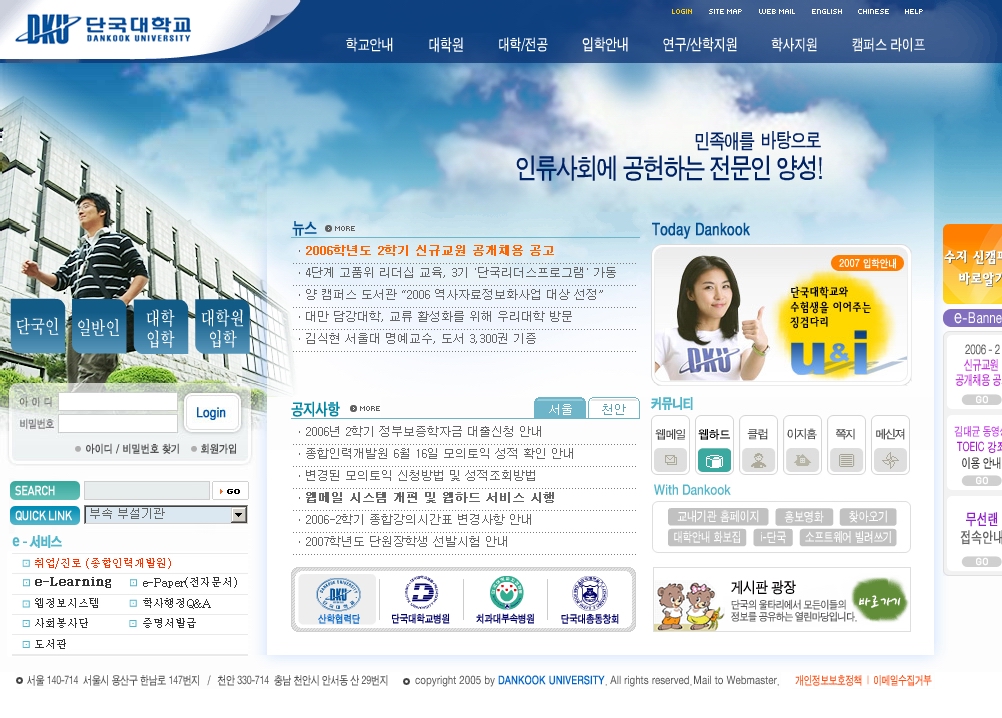 DKU 단국대학교
DANKOOK UNIVERSITY
LOGIN SITE MAP WEB MAIL ENGLISH CHINESE HELP
학교안내 대학원 대학/전공 입학안내 연구/산학지원 학사지원 캠퍼스 라이프
민족애를 바탕으로
인류사회에 공헌하는 전문인 양성!
단국인 일반인 대학 입학 대학원 입학
아 이 디
비밀번호
Login
아이디 / 비밀번호 찾기 회원가입
SEARCH GO
QUICK LINK 부속 부설기관
e - 서비스
취업/진로 (종합인력개발원)
e-Learning e-Paper(전자문서)
웹정보시스템 학사행정Q&A
사회봉사단 증명서발급
도서관
뉴스 MORE
· 2006학년도 2학기 신규교원 공개채용 공고
· 4단계 고품위 리더십 교육, 3기 '단국리더스프로그램' 가동
· 양 캠퍼스 도서관 “2006 역사자료정보화사업 대상 선정”
· 대만 담강대학, 교류 활성화를 위해 우리대학 방문
· 김식현 서울대 명예교수, 도서 3,300권 기증
공지사항 MORE 서울 천안
· 2006년 2학기 정부보증학자금 대출신청 안내
· 종합인력개발원 6월 16일 모의토익 성적 확인 안내
· 변경된 모의토익 신청방법 및 성적조회방법
· 웹메일 시스템 개편 및 웹하드 서비스 시행
· 2006-2학기 종합강의시간표 변경사항 안내
· 2007학년도 단원장학생 선발시험 안내
DKU
산학협력단 단국대학교병원 치과대부속병원 단국대총동창회
Today Dankook
2007 입학안내
단국대학교와
수험생을 이어주는
징검다리
u&i
DKU
커뮤니티
웹메일 웹하드 클럽 이지홈 쪽지 메신져
With Dankook
교내기관 홈페이지 홍보영화 찾아오기
대학안내 화보집 i-단국 소프트웨어 빌려쓰기
게시판 광장
단국의 울타리에서 모든이들의
정보를 공유하는 열린마당입니다.
바로가기
수지 신캠퍼
바로알기
e-Banne
2006 - 2
신규교원
공개채용 공
GO
김대균 동영상
TOEIC 강좌
이용 안내
GO
무선랜
접속안내
GO
서울 140-714 서울시 용산구 한남로 147번지 / 천안 330-714 충남 천안시 안서동 산 29번지 copyright 2005 by DANKOOK UNIVERSITY. All rights reserved.Mail to Webmaster. 개인정보보호정책 | 이메일수집거부